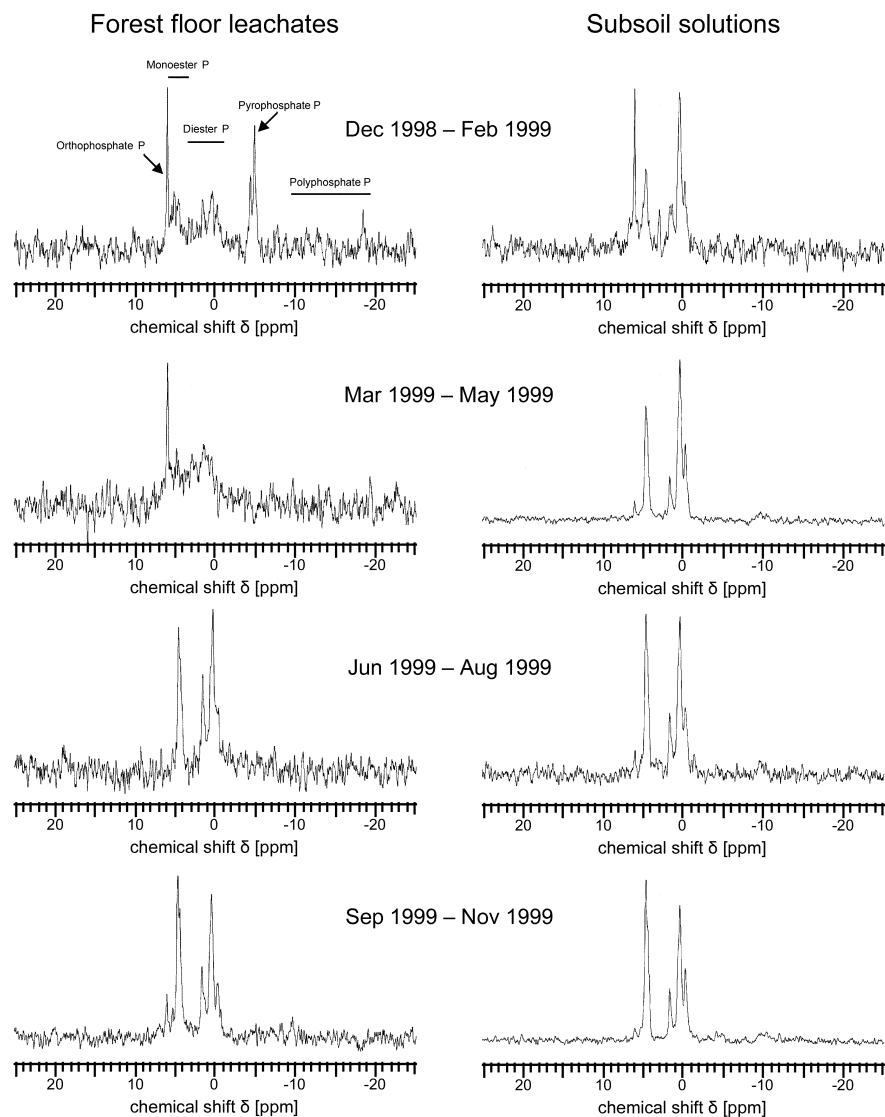 Forest floor leachates
Subsoil solutions
Monoester P
Pyrophosphate P
Diester P
Dec 1998 – Feb 1999
Orthophosphate P
Polyphosphate P
20 10 0 -10 -20
chemical shift δ [ppm]
20 10 0 -10 -20
chemical shift δ [ppm]
Mar 1999 – May 1999
20 10 0 -10 -20
chemical shift δ [ppm]
20 10 0 -10 -20
chemical shift δ [ppm]
Jun 1999 – Aug 1999
20 10 0 -10 -20
chemical shift δ [ppm]
20 10 0 -10 -20
chemical shift δ [ppm]
Sep 1999 – Nov 1999
20 10 0 -10 -20
chemical shift δ [ppm]
20 10 0 -10 -20
chemical shift δ [ppm]